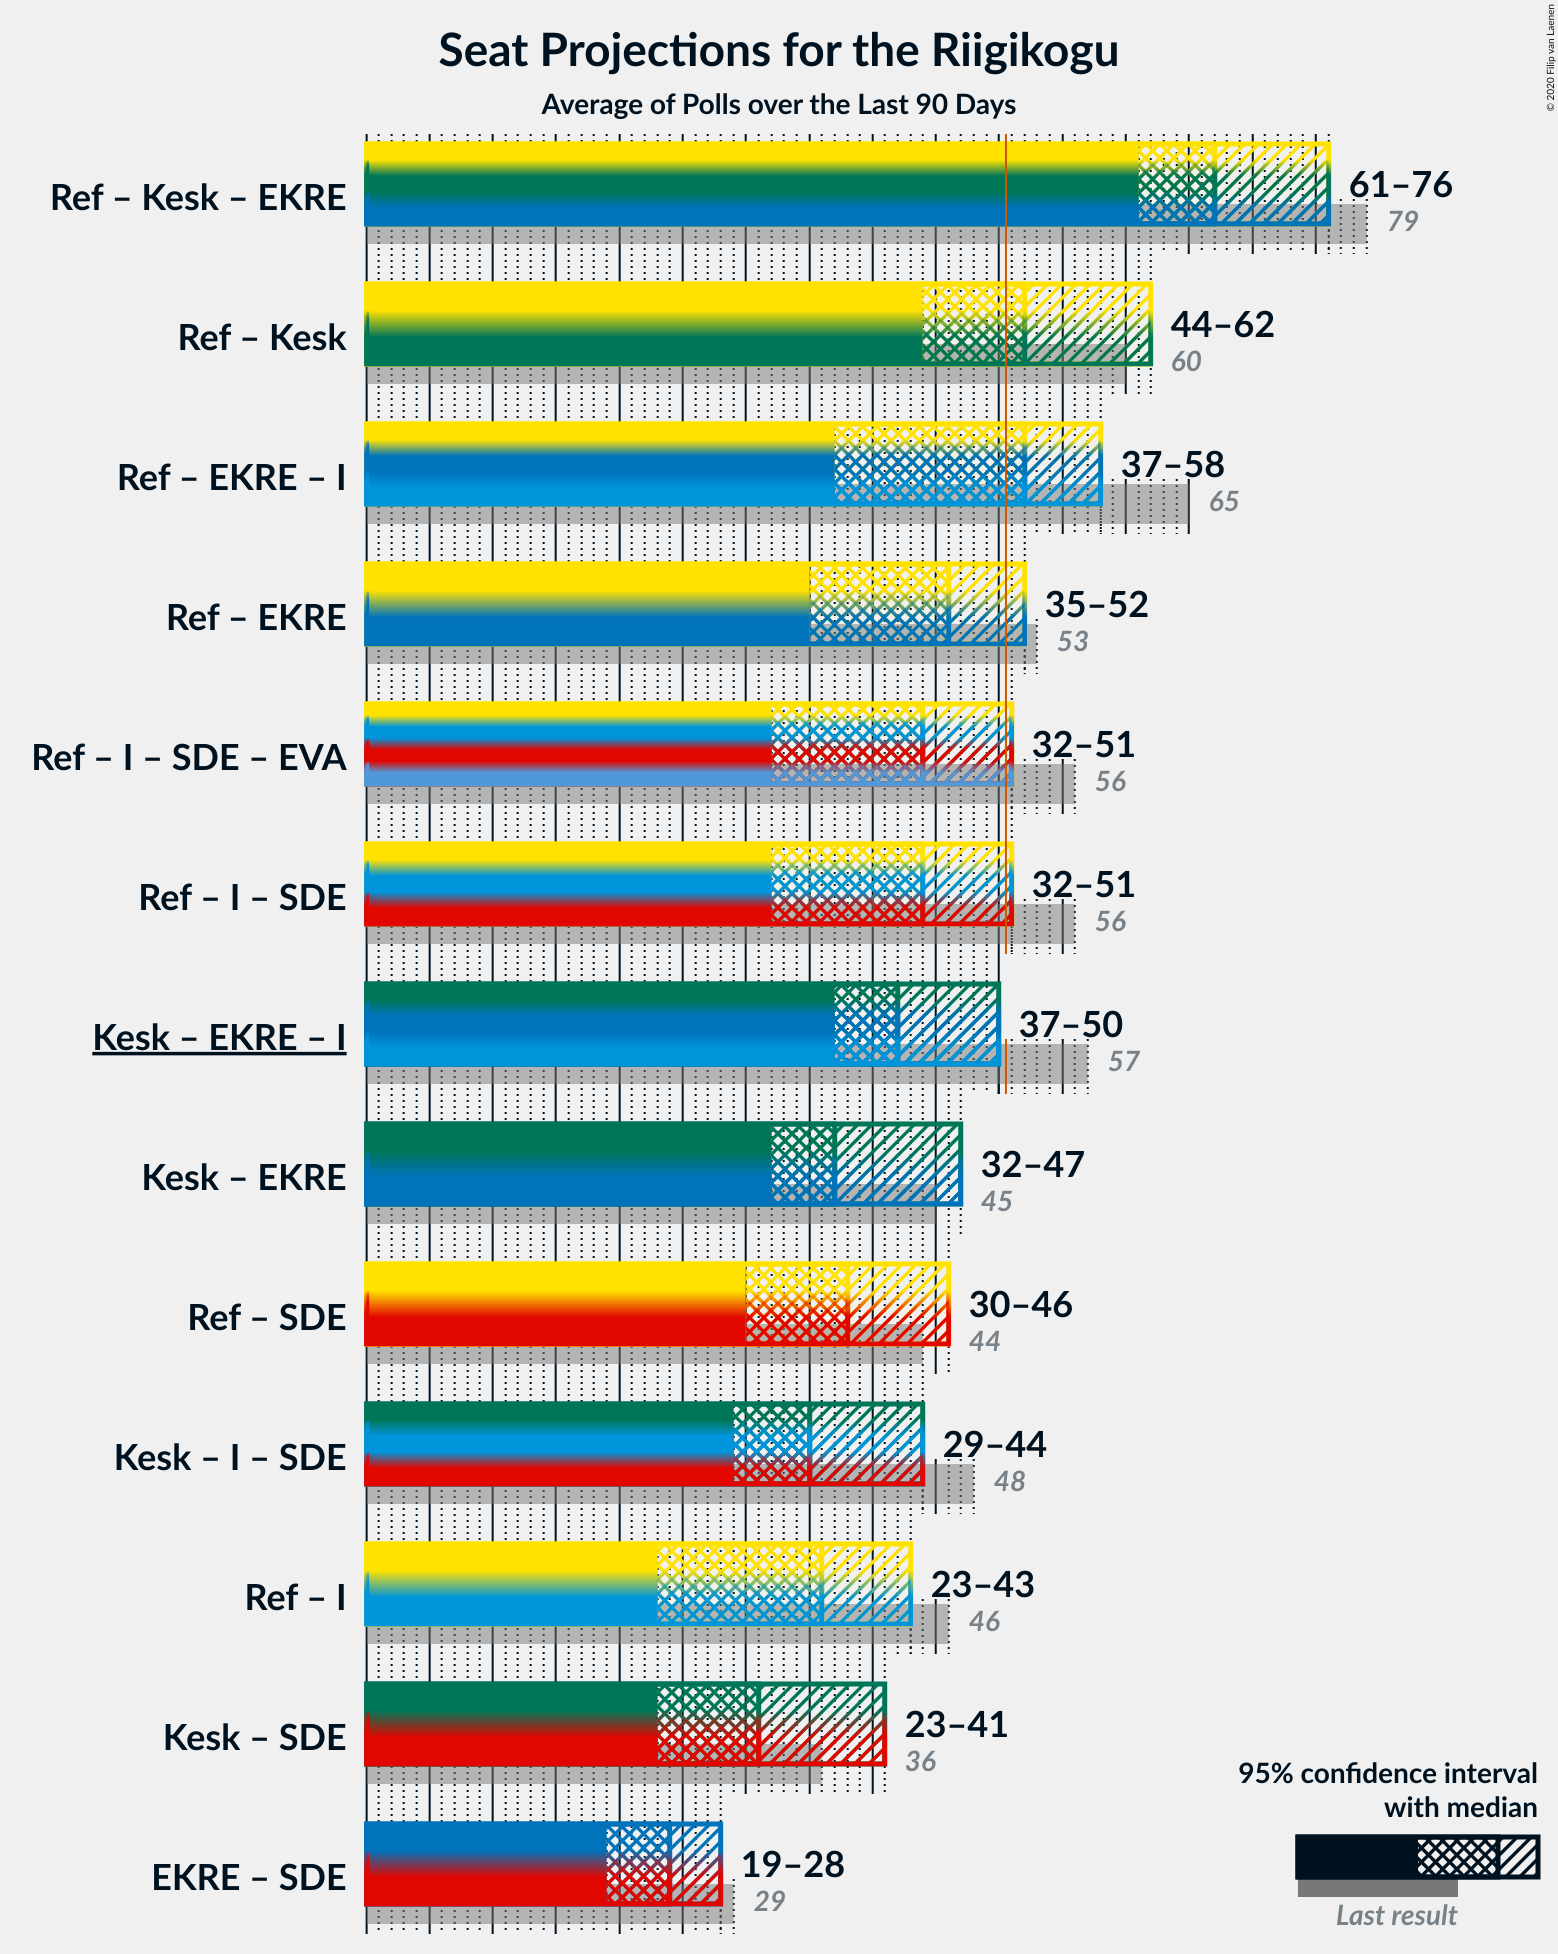 Seat Projections for the Riigikogu
Average of Polls over the Last 90 Days
© 2020 Filip van Laenen
Ref – Kesk – EKRE
61–76
79
Ref – Kesk
44–62
60
Ref – EKRE – I
37–58
65
Ref – EKRE
35–52
53
Ref – I – SDE – EVA
32–51
56
Ref – I – SDE
32–51
56
Kesk – EKRE – I
37–50
57
Kesk – EKRE
32–47
45
Ref – SDE
30–46
44
Kesk – I – SDE
29–44
48
Ref – I
23–43
46
Kesk – SDE
23–41
36
EKRE – SDE
19–28
29
95% confidence interval
with median
Last result